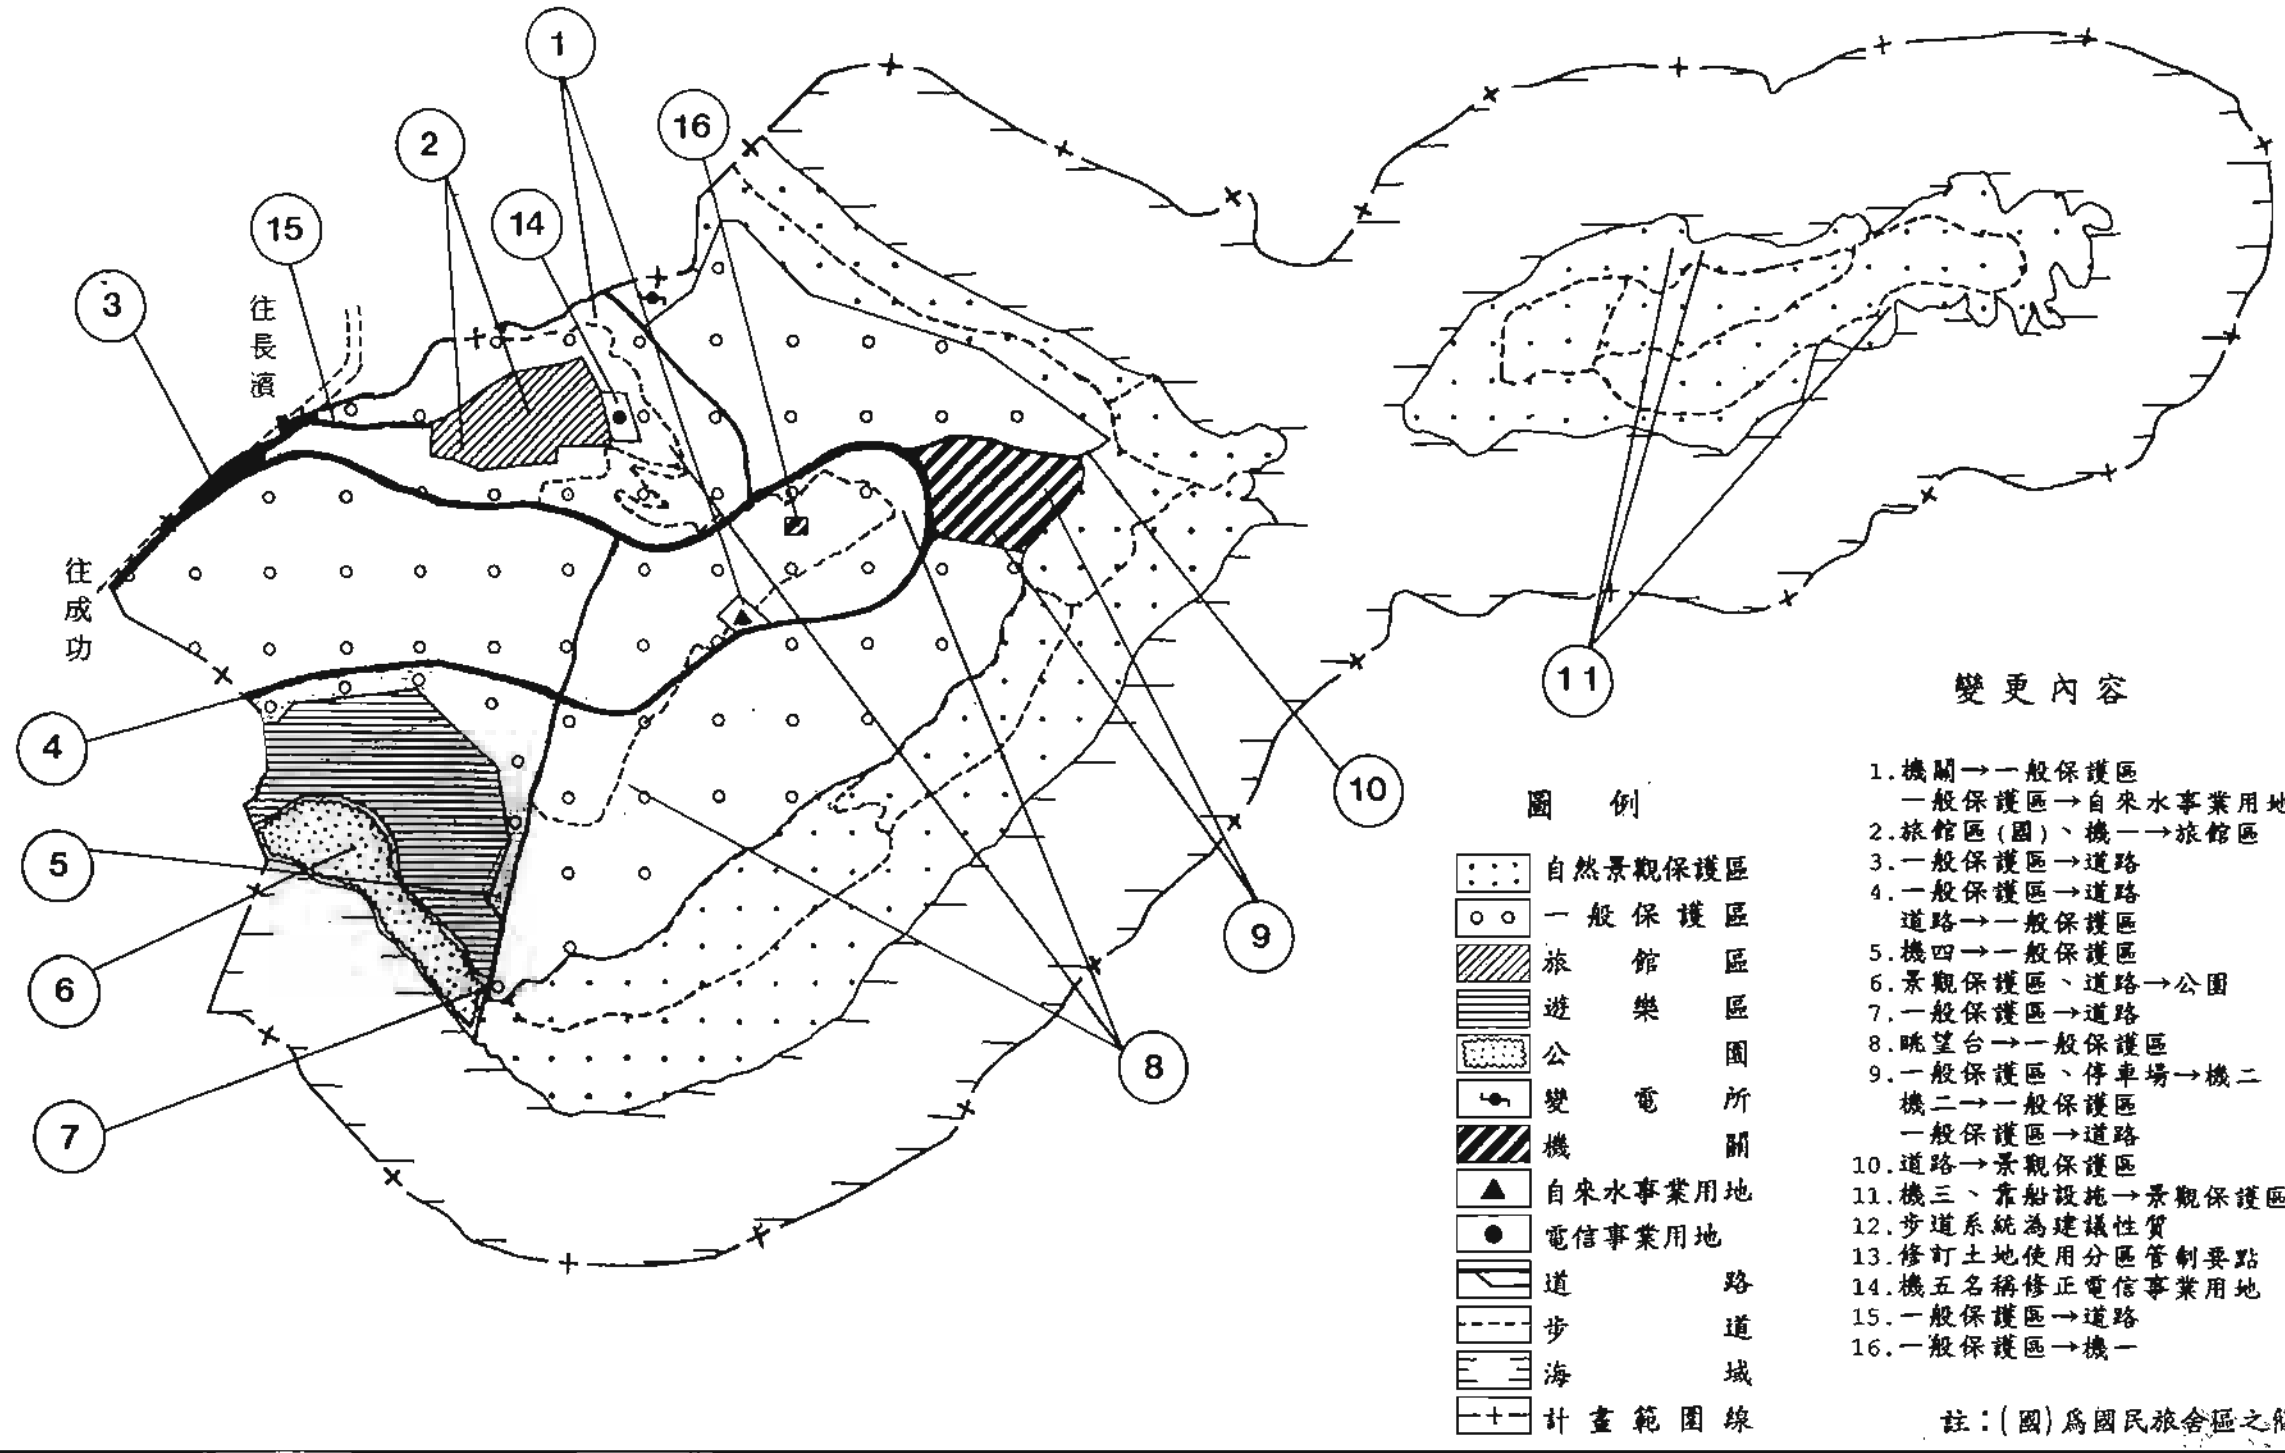 1
2
16
14
15
3
往長濱
往成功
4
5
6
7
8
9
10
11
變更內容
1.機關→一般保護區
一般保護區→自來水事業用地
2.旅館區(國)、機一→旅館區
3.一般保護區→道路
4.一般保護區→道路
道路→一般保護區
5.機四→一般保護區
6.景觀保護區、道路→公園
7.一般保護區→道路
8.眺望台→一般保護區
9.一般保護區、停車場→機二
機二→一般保護區
一般保護區→道路
10.道路→景觀保護區
11.機三、靠船設施→景觀保護區
12.步道系統為建議性質
13.修訂土地使用分區管制要點
14.機五名稱修正電信事業用地
15.一般保護區→道路
16.一般保護區→機一
註：(國)爲國民旅舍區之
圖例
自然景觀保護區
一般保護區
旅館區
遊樂區
公園
變電所
機關
自來水事業用地
電信事業用地
道路
步道
海域
計畫範圍線